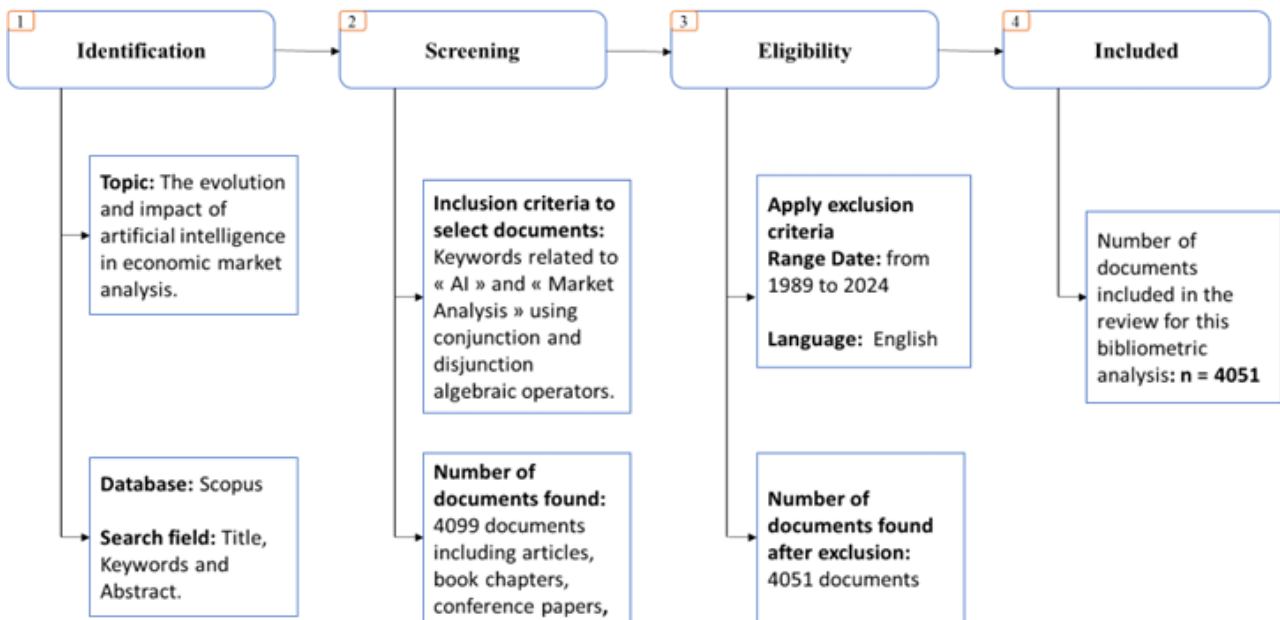 1
Identification
2
Screening
3
Eligibility
4
Included
Topic: The evolution
and impact of
artificial intelligence
in economic market
analysis.
Database: Scopus
Search field: Title,
Keywords and
Abstract.
Inclusion criteria to
select documents:
Keywords related to
« AI » and « Market
Analysis » using
conjunction and
disjunction
algebraic operators.
Number of
documents found:
4099 documents
including articles,
book chapters,
conference papers,
Apply exclusion
criteria
Range Date: from
1989 to 2024
Language: English
Number of
documents found
after exclusion:
4051 documents
Number of
documents
included in the
review for this
bibliometric
analysis: n = 4051